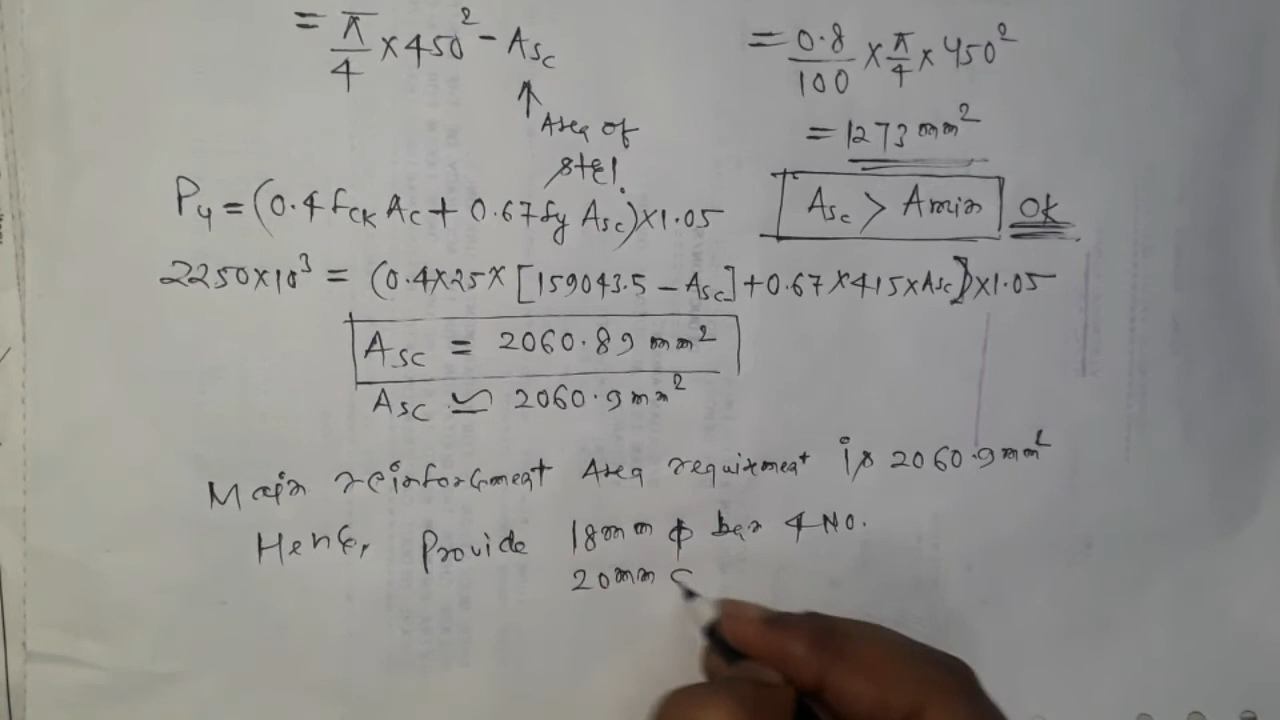 = π/4 × 450² - Asc
Area of
steel.
= 0.8/100 × π/4 × 450²
= 1273 mm²
Asc > Amin OK
Pu = (0.4 fck Ac + 0.67 fy Asc) × 1.05
2250 × 10³ = (0.4 × 25 × [159043.5 - Asc] + 0.67 × 415 × Asc) × 1.05
Asc = 2060.89 mm²
Asc ≃ 2060.9 mm²
Main reinforcment Area requirment is 2060.9 mm²
Hence, Provide 18mm ϕ bar 4 NO.
20mm